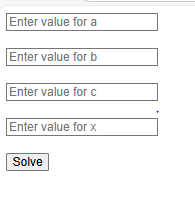 Enter value for a
Enter value for b
Enter value for c
Enter value for x
Solve